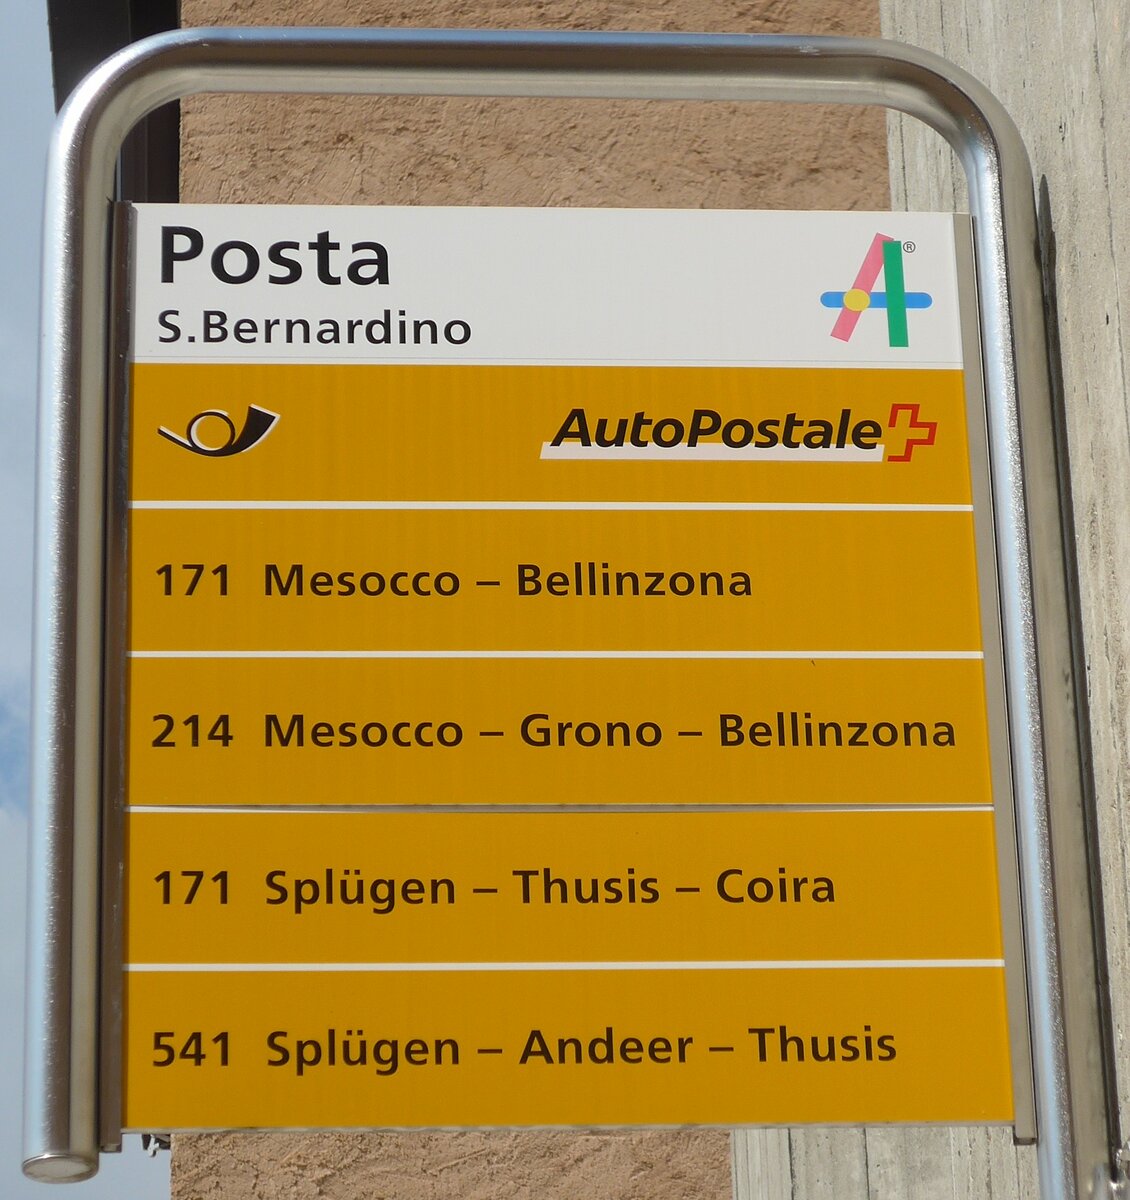 Posta
S.Bernardino
®
AutoPostale
171 Mesocco – Bellinzona
214 Mesocco – Grono – Bellinzona
171 Splügen – Thusis – Coira
541 Splügen – Andeer – Thusis